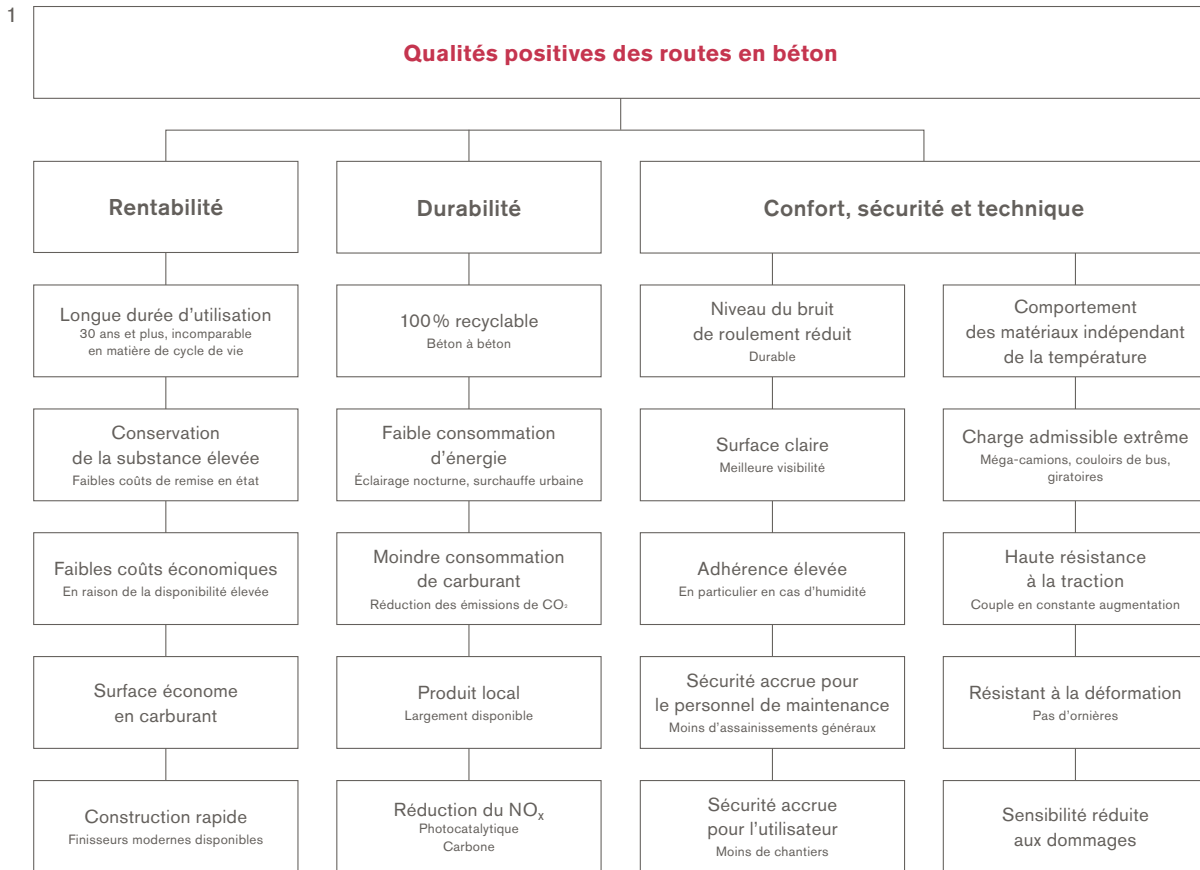 1
Qualités positives des routes en béton
Rentabilité
Durabilité
Confort, sécurité et technique
Longue durée d’utilisation
30 ans et plus, incomparable
en matière de cycle de vie
100% recyclable
Béton à béton
Niveau du bruit
de roulement réduit
Durable
Comportement
des matériaux indépendant
de la température
Conservation
de la substance élevée
Faibles coûts de remise en état
Faible consommation
d’énergie
Éclairage nocturne, surchauffe urbaine
Surface claire
Meilleure visibilité
Charge admissible extrême
Méga-camions, couloirs de bus,
giratoires
Faibles coûts économiques
En raison de la disponibilité élevée
Moindre consommation
de carburant
Réduction des émissions de CO₂
Adhérence élevée
En particulier en cas d’humidité
Haute résistance
à la traction
Couple en constante augmentation
Surface économe
en carburant
Produit local
Largement disponible
Sécurité accrue pour
le personnel de maintenance
Moins d’assainissements généraux
Résistant à la déformation
Pas d’ornières
Construction rapide
Finisseurs modernes disponibles
Réduction du NOₓ
Photocatalytique
Carbone
Sécurité accrue
pour l’utilisateur
Moins de chantiers
Sensibilité réduite
aux dommages